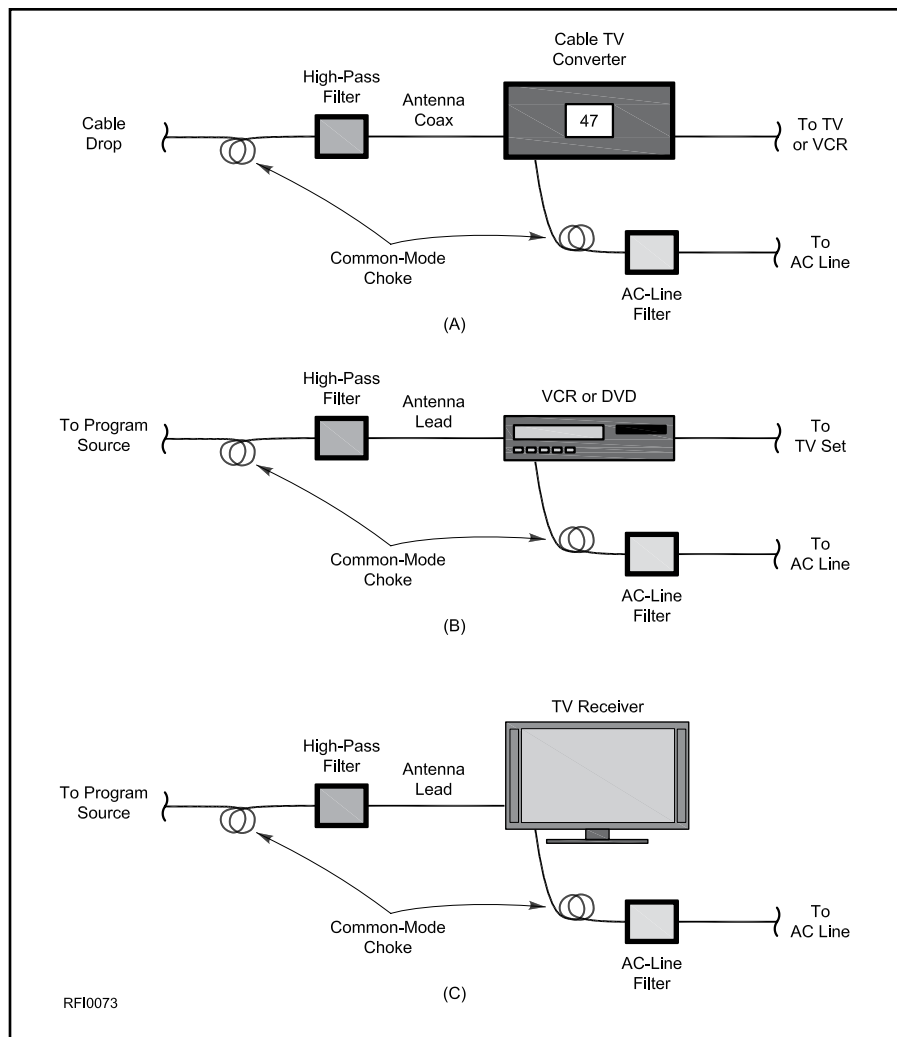 Cable TV
Converter
High-Pass
Filter
Antenna
Coax
Cable
Drop
47
To TV
or VCR
Common-Mode
Choke
To
AC Line
AC-Line
Filter
(A)
High-Pass
Filter
Antenna
Lead
VCR or DVD
To Program
Source
To
TV Set
Common-Mode
Choke
To
AC Line
AC-Line
Filter
(B)
TV Receiver
High-Pass
Filter
Antenna
Lead
To Program
Source
Common-Mode
Choke
To
AC Line
AC-Line
Filter
(C)
RFI0073